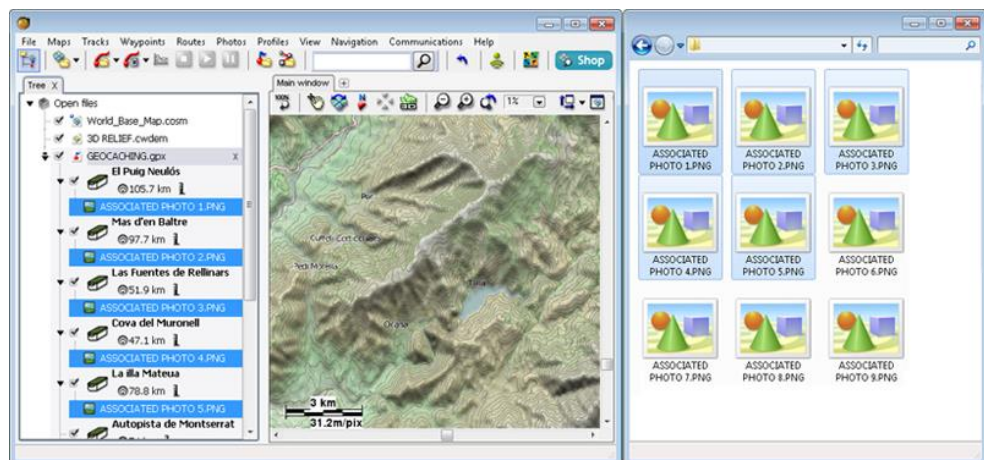 File Maps Tracks Waypoints Routes Photos Profiles View Navigation Communications Help
Shop
Tree X
Main window
100%
1%
Open files
World_Base_Map.cosm
3D RELIEF.cwdem
GEOCACHING.gpx x
El Puig Neulós
105.7 km
ASSOCIATED PHOTO 1.PNG
Mas d'en Baltre
97.7 km
ASSOCIATED PHOTO 2.PNG
Las Fuentes de Rellinars
51.9 km
ASSOCIATED PHOTO 3.PNG
Cova del Muronell
47.1 km
ASSOCIATED PHOTO 4.PNG
La illa Mateua
78.8 km
ASSOCIATED PHOTO 5.PNG
Autopista de Montserrat
3 km
31.2m/pix
ASSOCIATED PHOTO 1.PNG
ASSOCIATED PHOTO 2.PNG
ASSOCIATED PHOTO 3.PNG
ASSOCIATED PHOTO 4.PNG
ASSOCIATED PHOTO 5.PNG
ASSOCIATED PHOTO 6.PNG
ASSOCIATED PHOTO 7.PNG
ASSOCIATED PHOTO 8.PNG
ASSOCIATED PHOTO 9.PNG